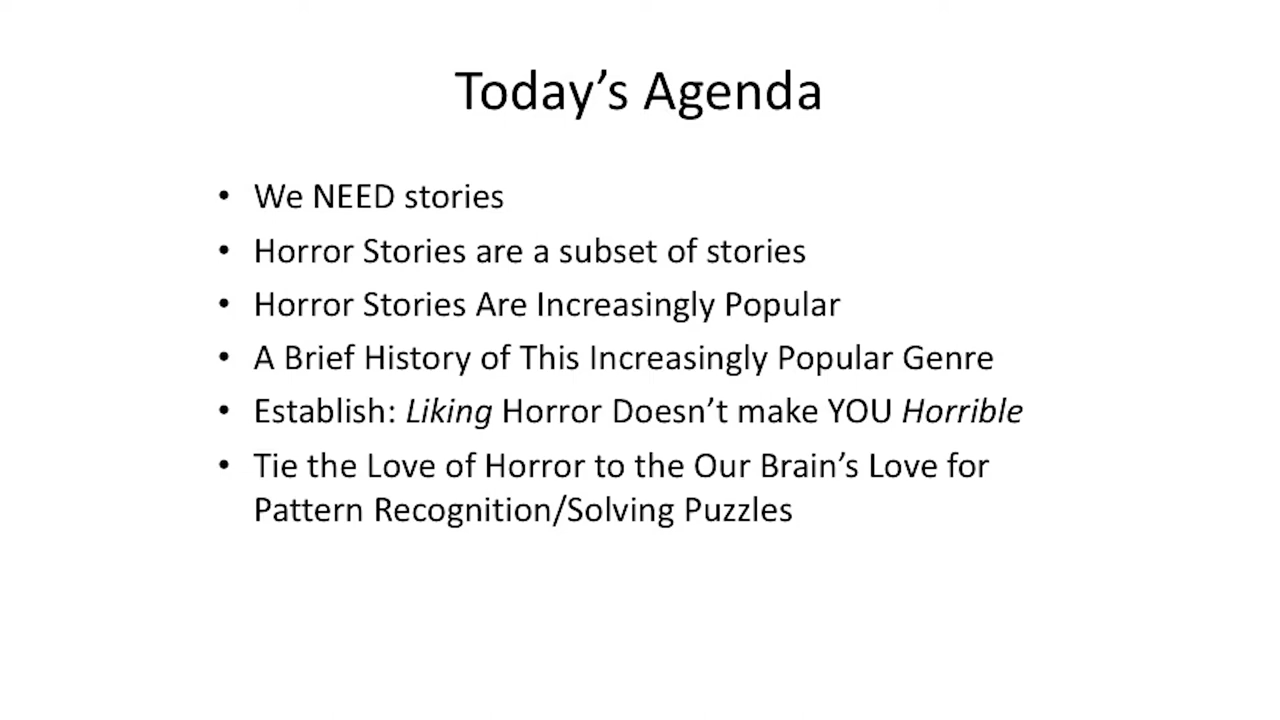 Today’s Agenda
• We NEED stories
• Horror Stories are a subset of stories
• Horror Stories Are Increasingly Popular
• A Brief History of This Increasingly Popular Genre
• Establish: Liking Horror Doesn’t make YOU Horrible
• Tie the Love of Horror to the Our Brain’s Love for
Pattern Recognition/Solving Puzzles